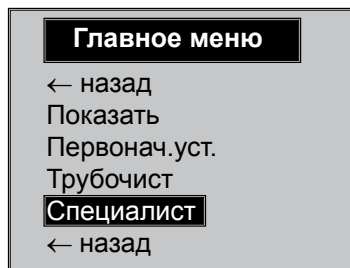 Главное меню
← назад
Показать
Первонач.уст.
Трубочист
Специалист
← назад